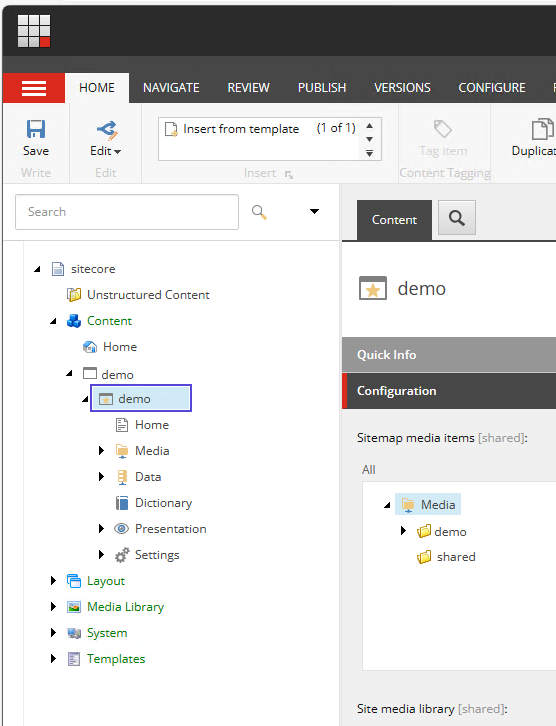 HOME NAVIGATE REVIEW PUBLISH VERSIONS CONFIGURE
Save Edit Insert from template (1 of 1) Tag item Duplicat
Write Edit Insert Content Tagging
Search
Content
sitecore
Unstructured Content
Content
Home
demo
demo
Home
Media
Data
Dictionary
Presentation
Settings
Layout
Media Library
System
Templates
demo
Quick Info
Configuration
Sitemap media items [shared]:
All
Media
demo
shared
Site media library [shared]: